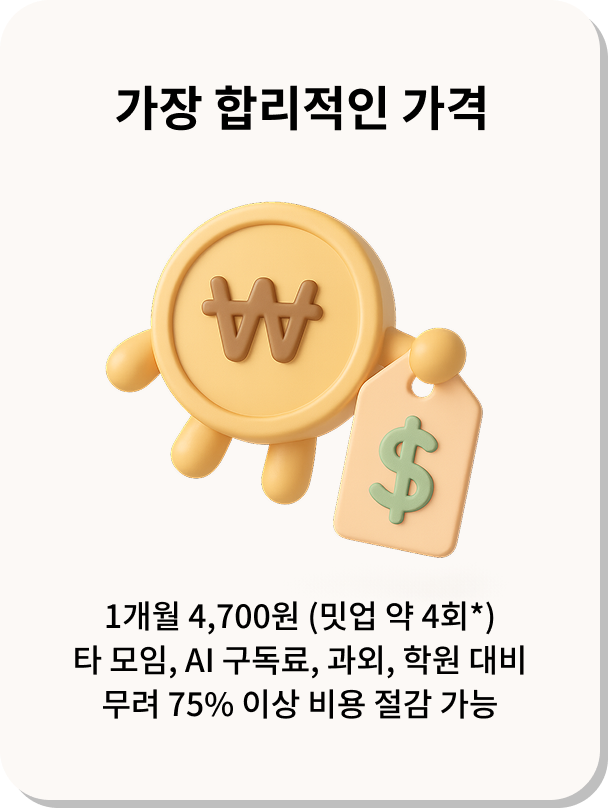 가장 합리적인 가격
₩
$
1개월 4,700원 (밋업 약 4회*)
타 모임, AI 구독료, 과외, 학원 대비
무려 75% 이상 비용 절감 가능